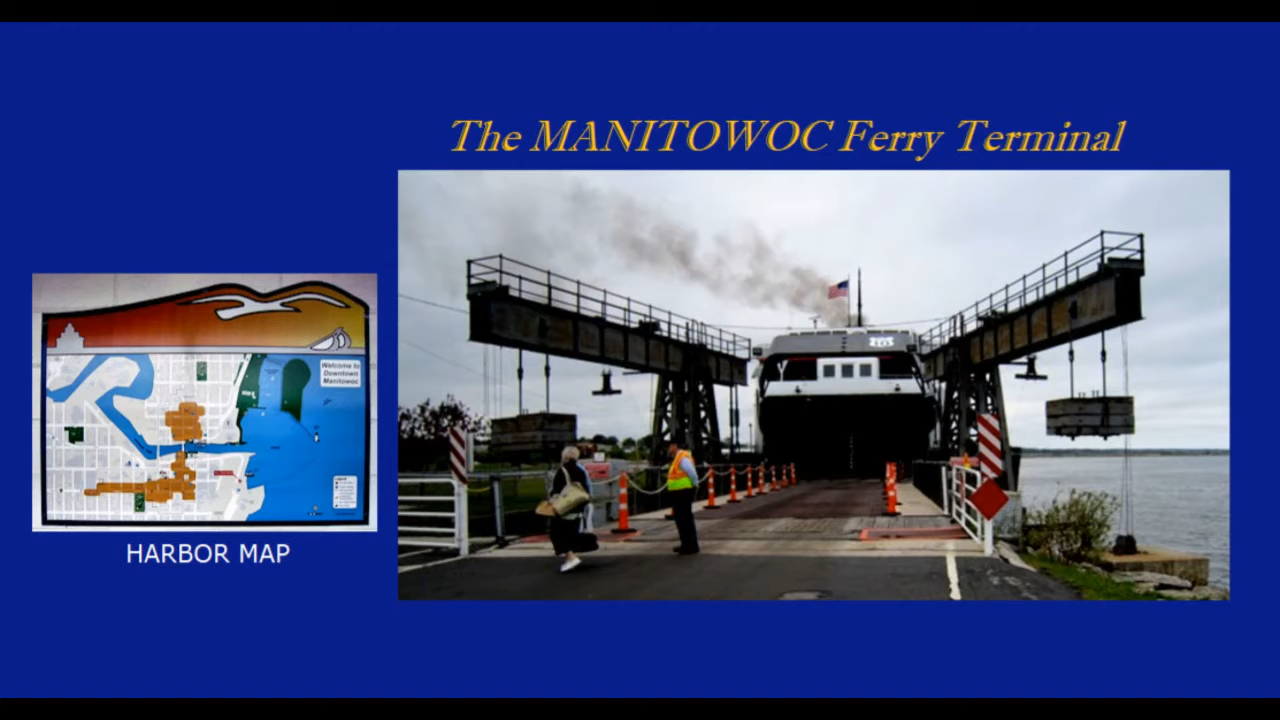 The MANITOWOC Ferry Terminal
Welcome to
Downtown
Manitowoc
HARBOR MAP